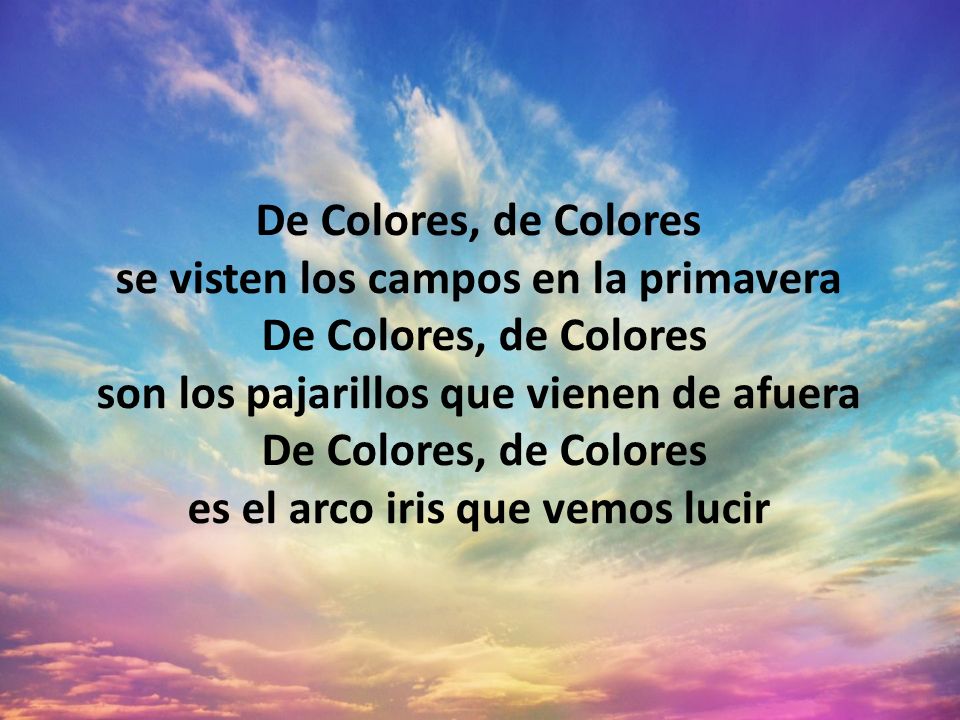 De Colores, de Colores
se visten los campos en la primavera
De Colores, de Colores
son los pajarillos que vienen de afuera
De Colores, de Colores
es el arco iris que vemos lucir